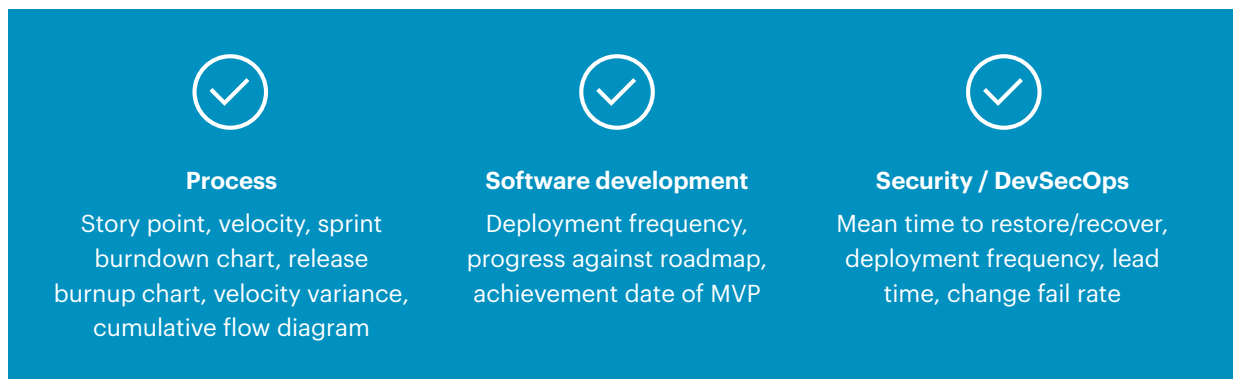 Process
Story point, velocity, sprint
burndown chart, release
burnup chart, velocity variance,
cumulative flow diagram
Software development
Deployment frequency,
progress against roadmap,
achievement date of MVP
Security / DevSecOps
Mean time to restore/recover,
deployment frequency, lead
time, change fail rate